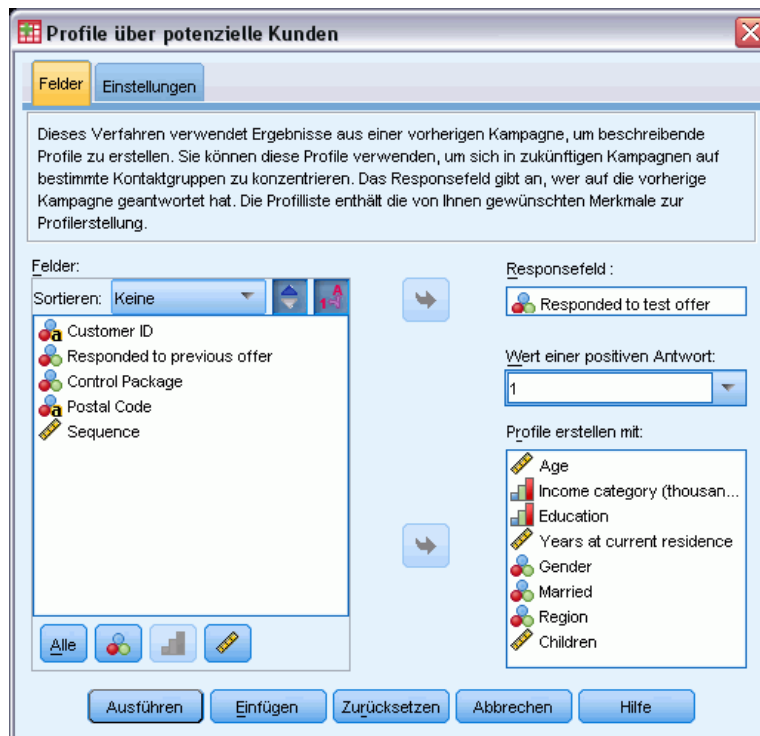 Profile über potenzielle Kunden
Felder
Einstellungen
Dieses Verfahren verwendet Ergebnisse aus einer vorherigen Kampagne, um beschreibende
Profile zu erstellen. Sie können diese Profile verwenden, um sich in zukünftigen Kampagnen auf
bestimmte Kontaktgruppen zu konzentrieren. Das Responsefeld gibt an, wer auf die vorherige
Kampagne geantwortet hat. Die Profilliste enthält die von Ihnen gewünschten Merkmale zur
Profilerstellung.
Felder:
Sortieren: Keine
Customer ID
Responded to previous offer
Control Package
Postal Code
Sequence
Alle
Responsefeld :
Responded to test offer
Wert einer positiven Antwort:
1
Profile erstellen mit:
Age
Income category (thousan...
Education
Years at current residence
Gender
Married
Region
Children
Ausführen
Einfügen
Zurücksetzen
Abbrechen
Hilfe